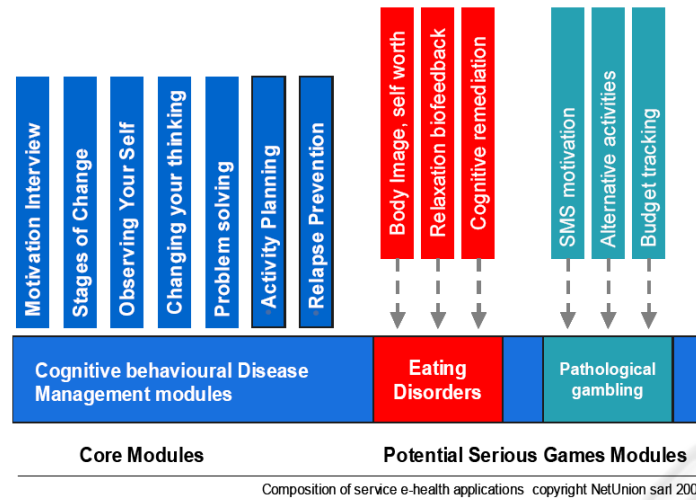 Motivation Interview
Stages of Change
Observing Your Self
Changing your thinking
Problem solving
•Activity Planning
•Relapse Prevention
Body Image, self worth
Relaxation biofeedback
Cognitive remediation
SMS motivation
Alternative activities
Budget tracking
Cognitive behavioural Disease
Management modules
Eating
Disorders
Pathological
gambling
Core Modules
Potential Serious Games Modules
Composition of service e-health applications copyright NetUnion sarl